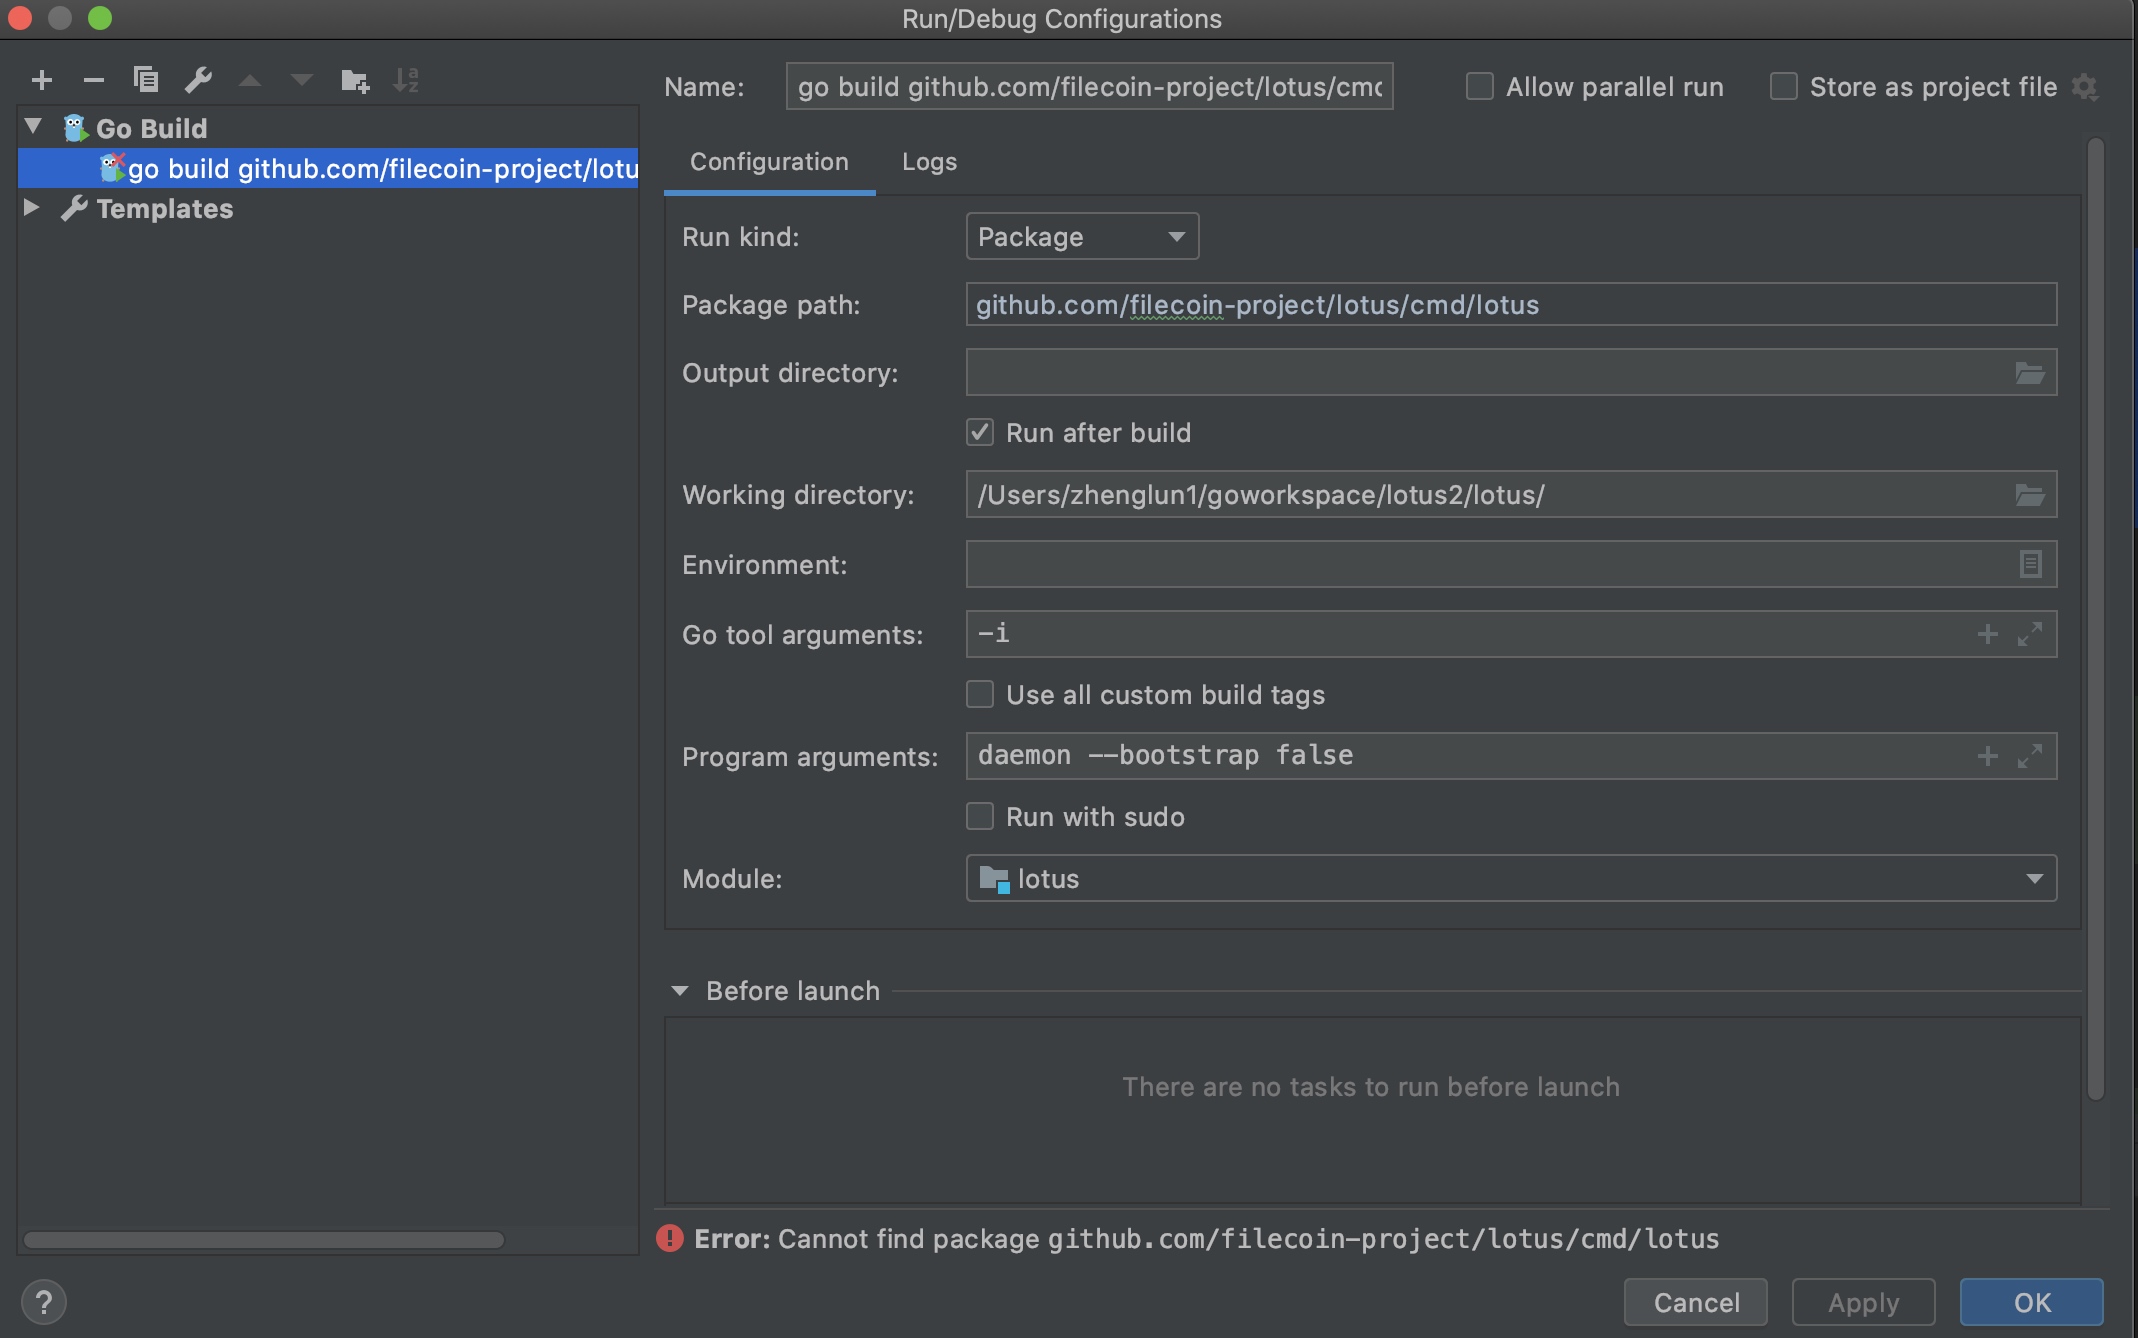 Run/Debug Configurations
Go Build
go build github.com/filecoin-project/lotu
Templates
Name: go build github.com/filecoin-project/lotus/cmd
Allow parallel run
Store as project file
Configuration Logs
Run kind: Package
Package path: github.com/filecoin-project/lotus/cmd/lotus
Output directory:
Run after build
Working directory: /Users/zhenglun1/goworkspace/lotus2/lotus/
Environment:
Go tool arguments: -i
Use all custom build tags
Program arguments: daemon --bootstrap false
Run with sudo
Module: lotus
Before launch
There are no tasks to run before launch
Error: Cannot find package github.com/filecoin-project/lotus/cmd/lotus
?
Cancel Apply OK